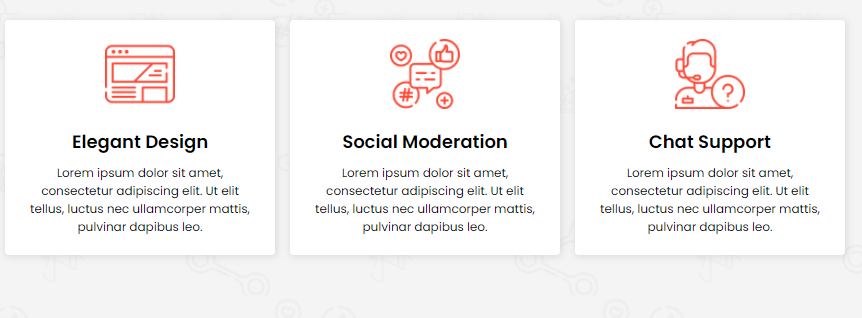 Elegant Design
Lorem ipsum dolor sit amet,
consectetur adipiscing elit. Ut elit
tellus, luctus nec ullamcorper mattis,
pulvinar dapibus leo.
Social Moderation
Lorem ipsum dolor sit amet,
consectetur adipiscing elit. Ut elit
tellus, luctus nec ullamcorper mattis,
pulvinar dapibus leo.
Chat Support
Lorem ipsum dolor sit amet,
consectetur adipiscing elit. Ut elit
tellus, luctus nec ullamcorper mattis,
pulvinar dapibus leo.